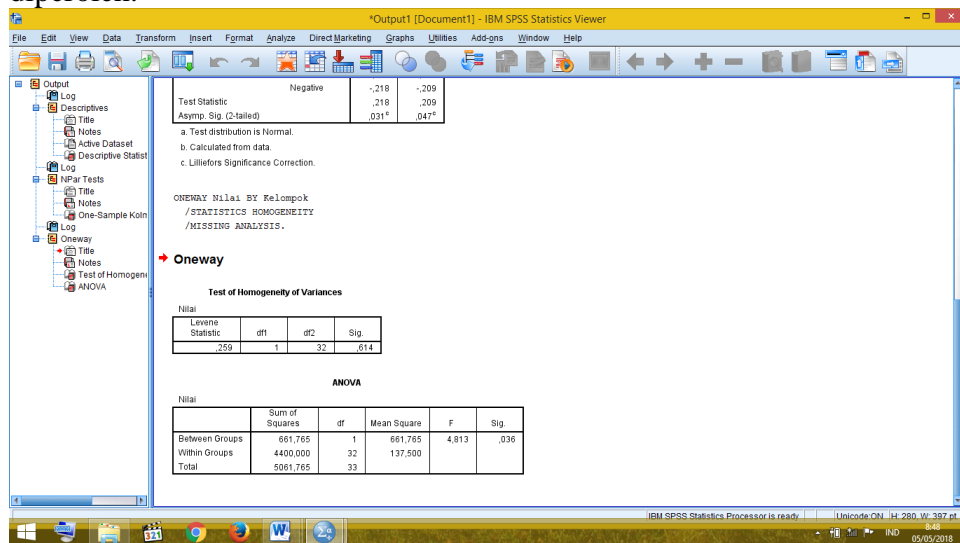 diperoleh.
*Output1 [Document1] - IBM SPSS Statistics Viewer
File Edit View Data Transform Insert Format Analyze Direct Marketing Graphs Utilities Add-ons Window Help
Output
Log
Descriptives
Title
Notes
Active Dataset
Descriptive Statist
Log
NPar Tests
Title
Notes
One-Sample Kolm
Log
Oneway
Title
Notes
Test of Homogene
ANOVA
Negative -,218 -,209
Test Statistic ,218 ,209
Asymp. Sig. (2-tailed) ,031c ,047c
a. Test distribution is Normal.
b. Calculated from data.
c. Lilliefors Significance Correction.
ONEWAY Nilai BY Kelompok
/STATISTICS HOMOGENEITY
/MISSING ANALYSIS.
Oneway
Test of Homogeneity of Variances
Nilai
Levene
Statistic df1 df2 Sig.
,259 1 32 ,614
ANOVA
Nilai
Sum of
Squares df Mean Square F Sig.
Between Groups 661,765 1 661,765 4,813 ,036
Within Groups 4400,000 32 137,500
Total 5061,765 33
IBM SPSS Statistics Processor is ready Unicode:ON H: 280, W: 397 pt.
321 IND 8:48
05/05/2018